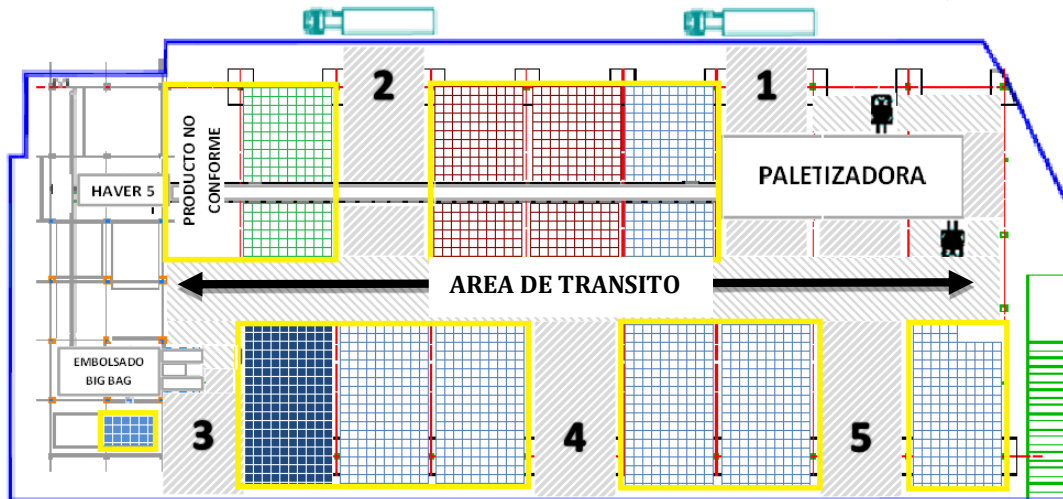 2
1
PRODUCTO NO
CONFORME
HAVER 5
PALETIZADORA
AREA DE TRANSITO
EMBOLSADO
BIG BAG
3
4
5